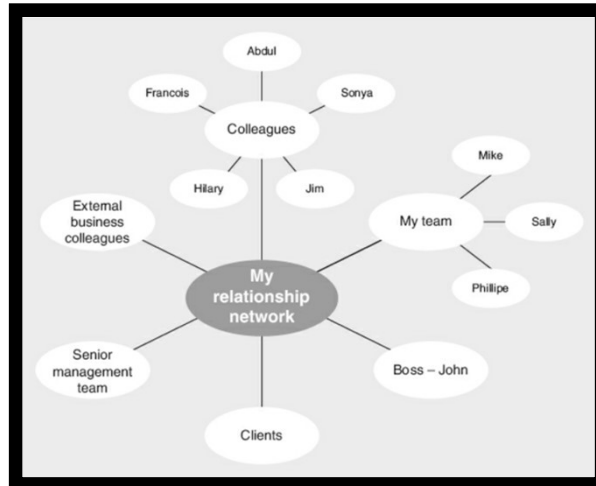 Abdul
Francois
Sonya
Colleagues
Hilary
Jim
Mike
My team
Sally
Phillipe
External
business
colleagues
My
relationship
network
Senior
management
team
Boss – John
Clients